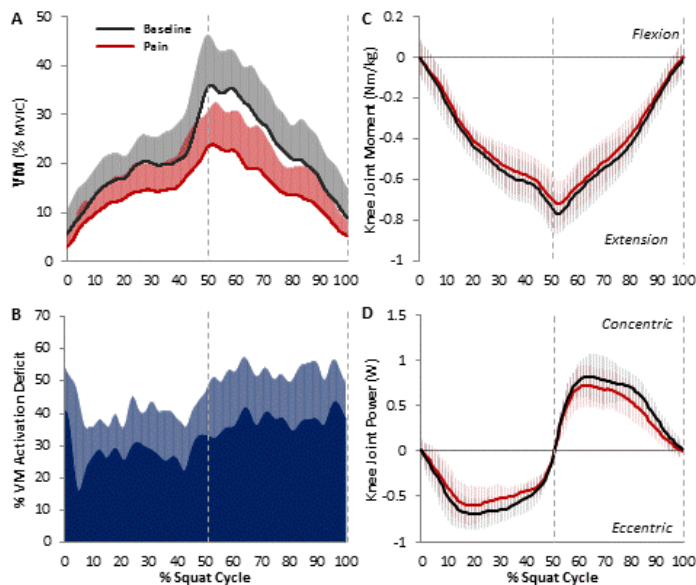 A
50
40
30
20
10
0
VM (% MVIC)
Baseline
Pain
0 10 20 30 40 50 60 70 80 90 100
C
0.2
0
-0.2
-0.4
-0.6
-0.8
-1
Knee Joint Moment (Nm/kg)
Flexion
Extension
0 10 20 30 40 50 60 70 80 90 100
B
70
60
50
40
30
20
10
0
% VM Activation Deficit
0 10 20 30 40 50 60 70 80 90 100
% Squat Cycle
D
1.5
1
0.5
0
-0.5
-1
Knee Joint Power (W)
Concentric
Eccentric
0 10 20 30 40 50 60 70 80 90 100
% Squat Cycle